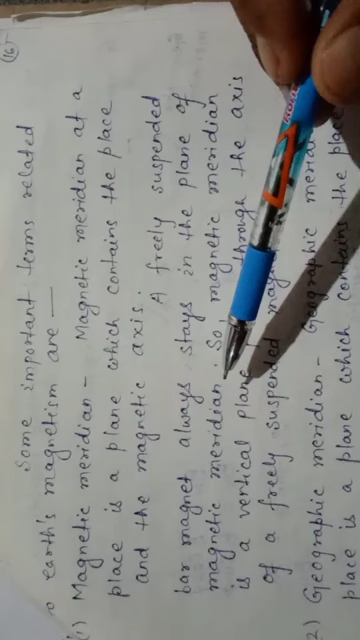 (16)
Some important terms related
to earth's magnetism are —
(1) Magnetic meridian - Magnetic meridian at a
place is a plane which contains the place
and the magnetic axis.
A freely suspended
bar magnet always stays in the plane of
magnetic meridian. So magnetic meridian
is a vertical plane through the axis
of a freely suspended
2) Geographic meridian - Geographic
place is a plane which contains the place